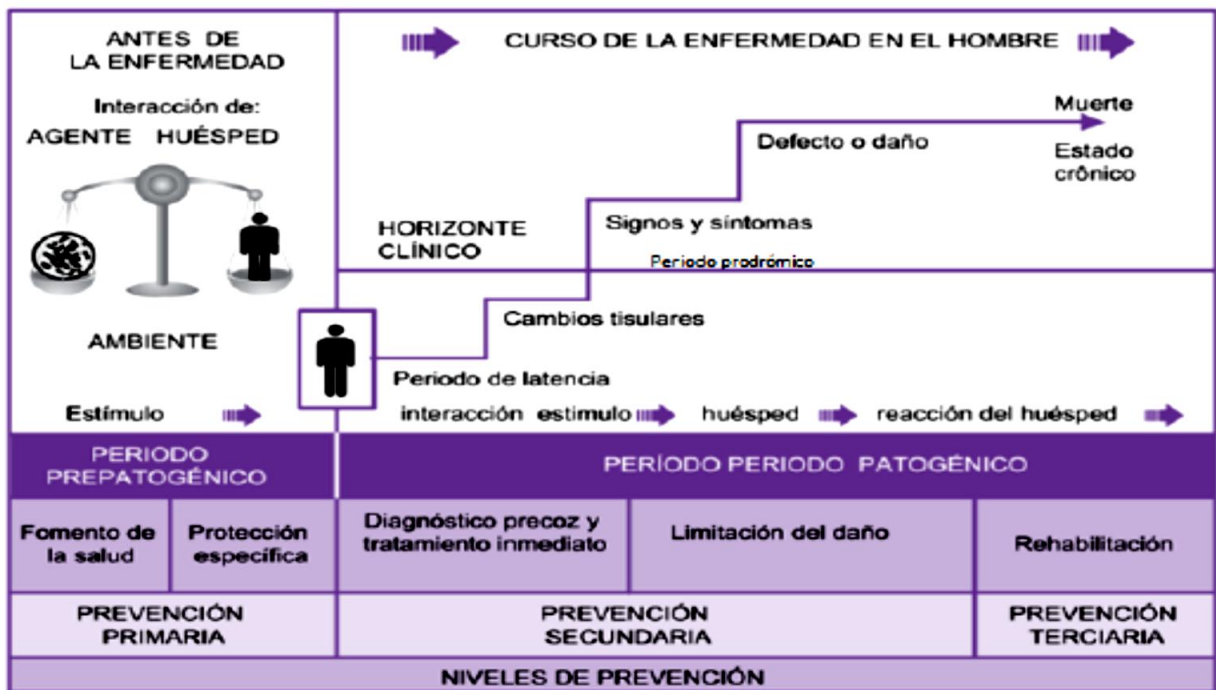 ANTES DE
LA ENFERMEDAD
Interacción de:
AGENTE HUÉSPED
AMBIENTE
Estímulo
CURSO DE LA ENFERMEDAD EN EL HOMBRE
Muerte
Defecto o daño
Estado
crônico
Signos y síntomas
HORIZONTE
CLÍNICO
Periodo prodrómico
Cambios tisulares
Periodo de latencia
interacción estimulo huésped reacción del huésped
PERIODO
PREPATOGÉNICO
PERÍODO PERIODO PATOGÉNICO
Fomento de
la salud
Protección
específica
Diagnóstico precoz y
tratamiento inmediato
Limitación del daño
Rehabilitación
PREVENCIÓN
PRIMARIA
PREVENCIÓN
SECUNDARIA
PREVENCIÓN
TERCIARIA
NIVELES DE PREVENCIÓN